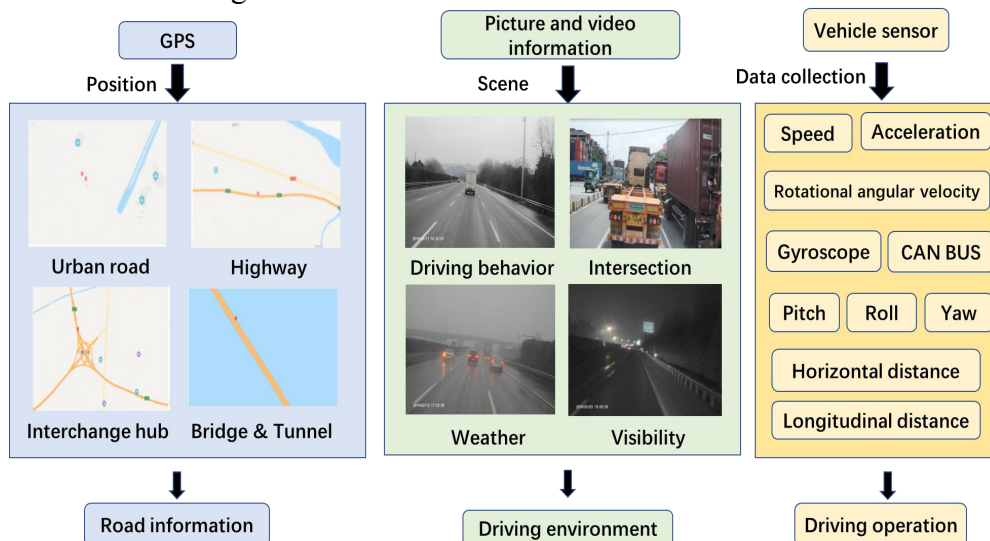 GPS
Position
Urban road
Highway
Interchange hub
Bridge & Tunnel
Road information
Picture and video
information
Scene
Driving behavior
Intersection
Weather
Visibility
Driving environment
Vehicle sensor
Data collection
Speed
Acceleration
Rotational angular velocity
Gyroscope
CAN BUS
Pitch
Roll
Yaw
Horizontal distance
Longitudinal distance
Driving operation